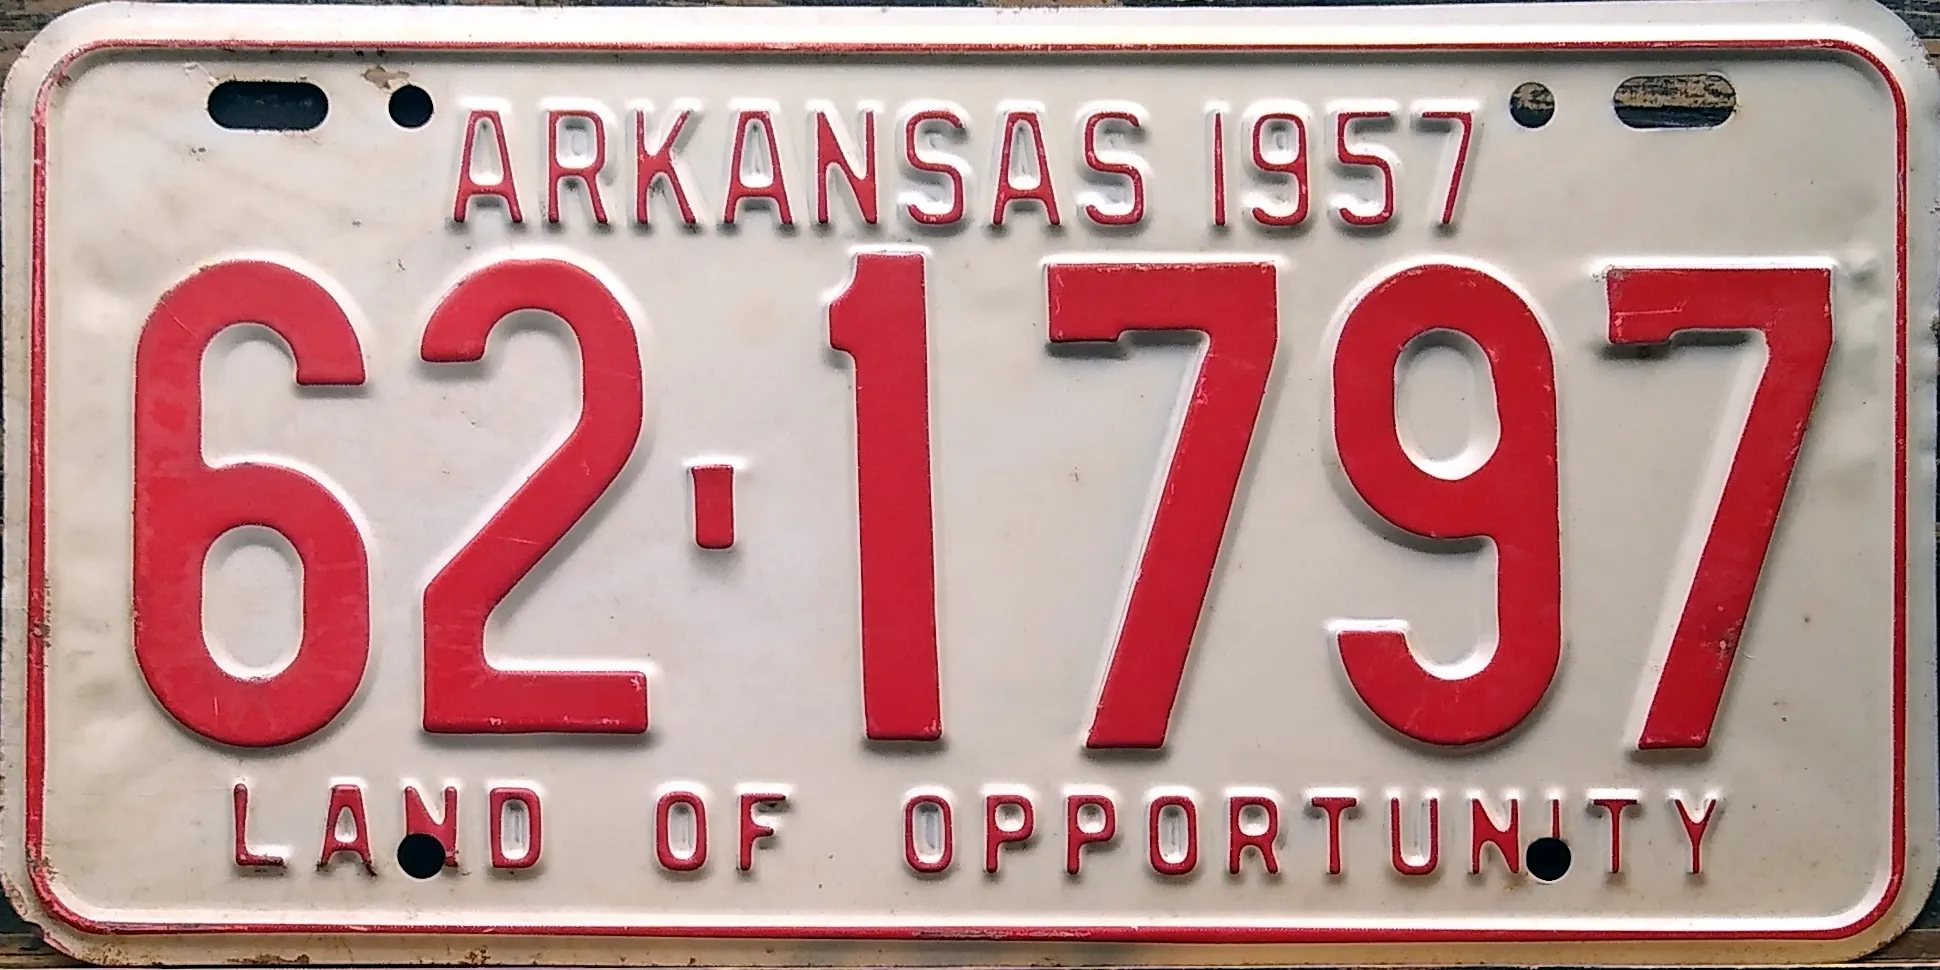 ARKANSAS 1957
62-1797
LAND OF OPPORTUNITY